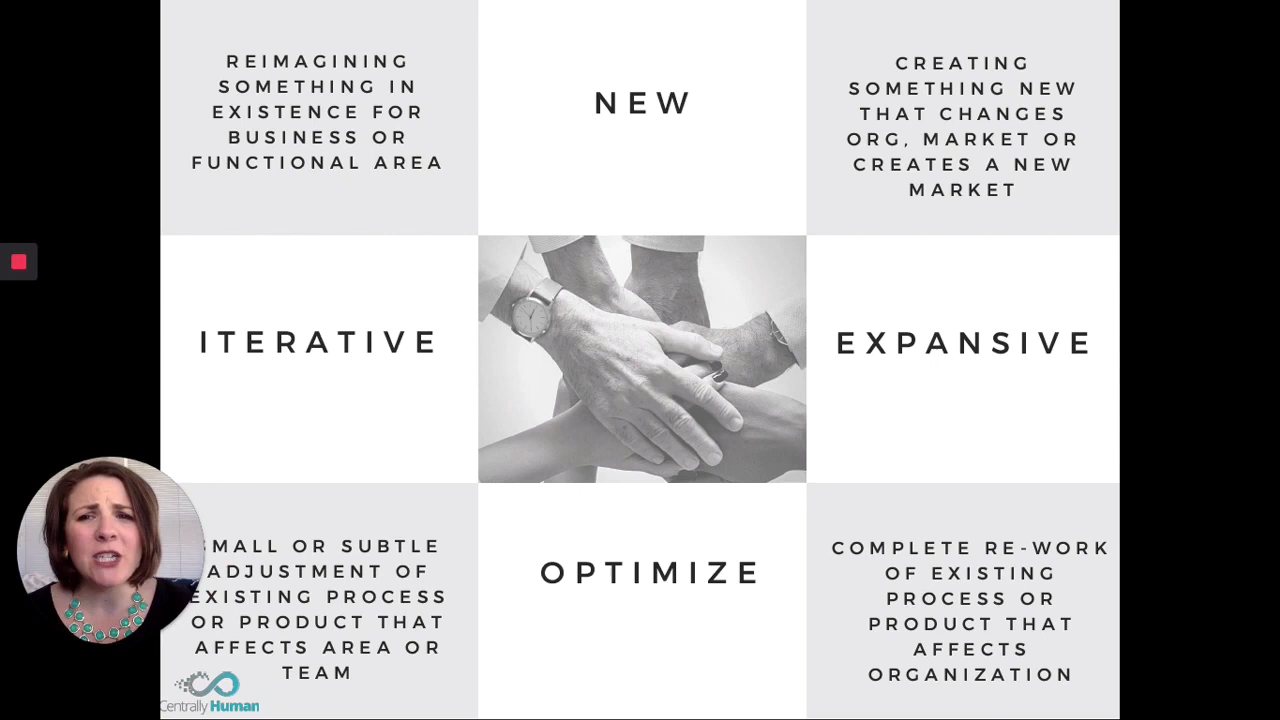 REIMAGINING
SOMETHING IN
EXISTENCE FOR
BUSINESS OR
FUNCTIONAL AREA
NEW
CREATING
SOMETHING NEW
THAT CHANGES
ORG, MARKET OR
CREATES A NEW
MARKET
ITERATIVE
EXPANSIVE
SMALL OR SUBTLE
ADJUSTMENT OF
EXISTING PROCESS
OR PRODUCT THAT
AFFECTS AREA OR
TEAM
OPTIMIZE
COMPLETE RE-WORK
OF EXISTING
PROCESS OR
PRODUCT THAT
AFFECTS
ORGANIZATION
Centrally Human